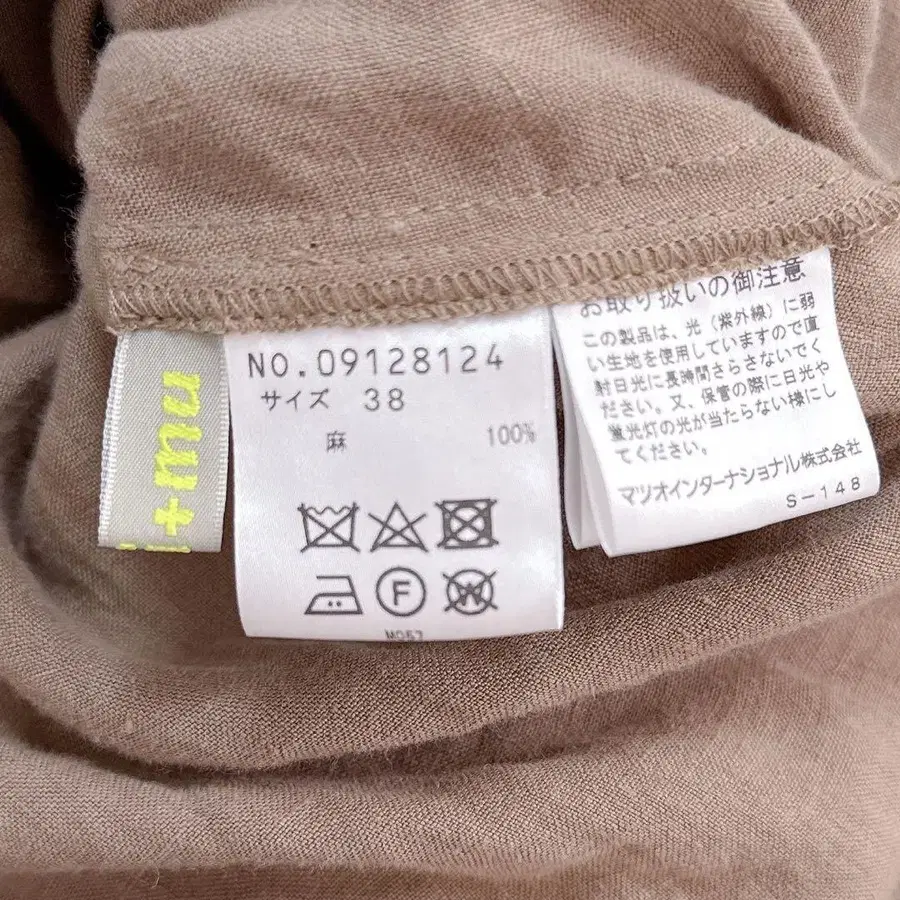 NO.09128124
サイズ 38
麻 100%
F
W
お取り扱いの御注意
この製品は、光(紫外線)に弱
い生地を使用していますので直
射日光に長時間さらさないでく
ださい。又、保管の際に日光や
蛍光灯の光が当たらない様にし
てください。
マツオインターナショナル株式会社
S-148